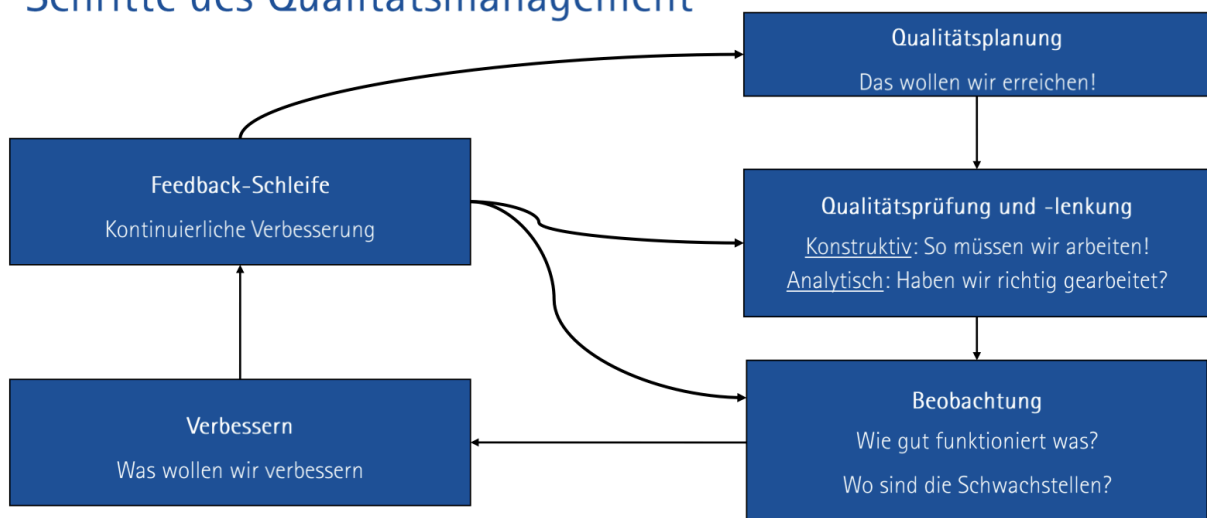 Schritte des Qualitätsmanagement
Qualitätsplanung
Das wollen wir erreichen!
Feedback-Schleife
Kontinuierliche Verbesserung
Qualitätsprüfung und -lenkung
Konstruktiv: So müssen wir arbeiten!
Analytisch: Haben wir richtig gearbeitet?
Verbessern
Was wollen wir verbessern
Beobachtung
Wie gut funktioniert was?
Wo sind die Schwachstellen?